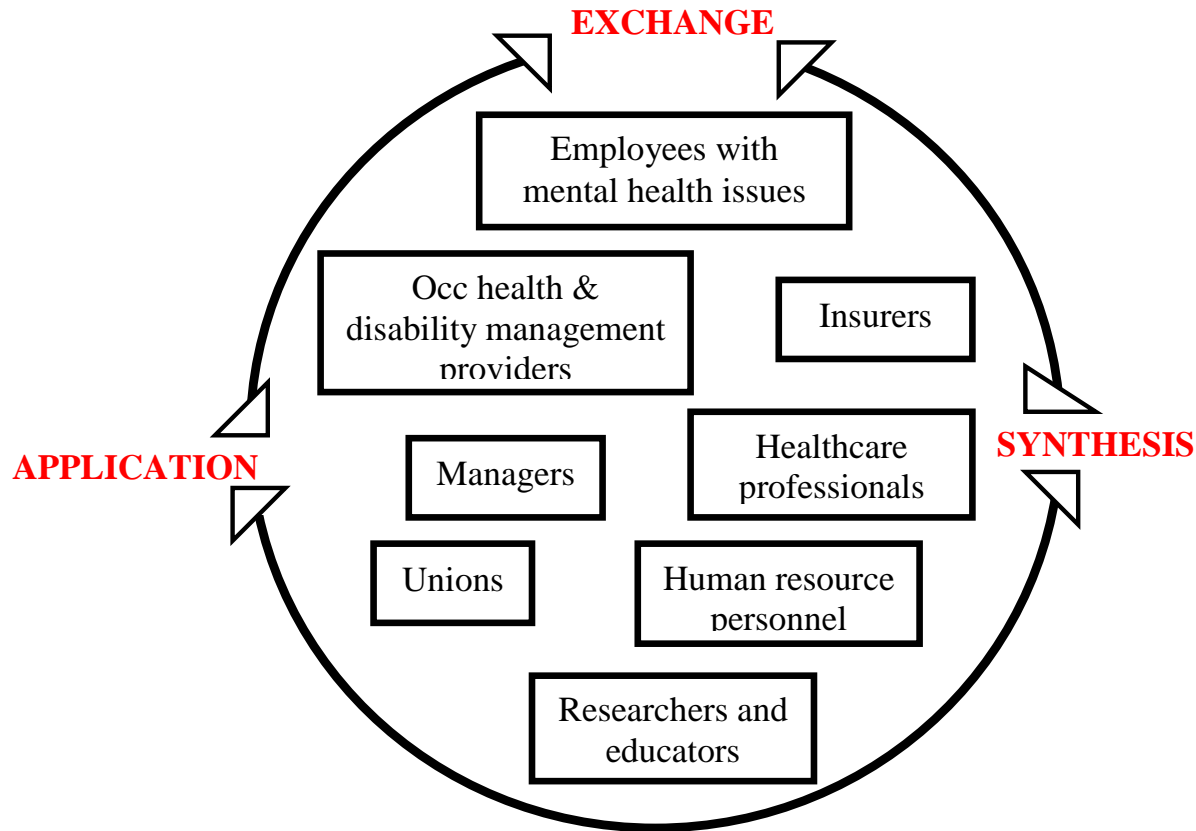 EXCHANGE
Employees with
mental health issues
Occ health &
disability management
providers
Insurers
APPLICATION
Managers
Healthcare
professionals
SYNTHESIS
Unions
Human resource
personnel
Researchers and
educators